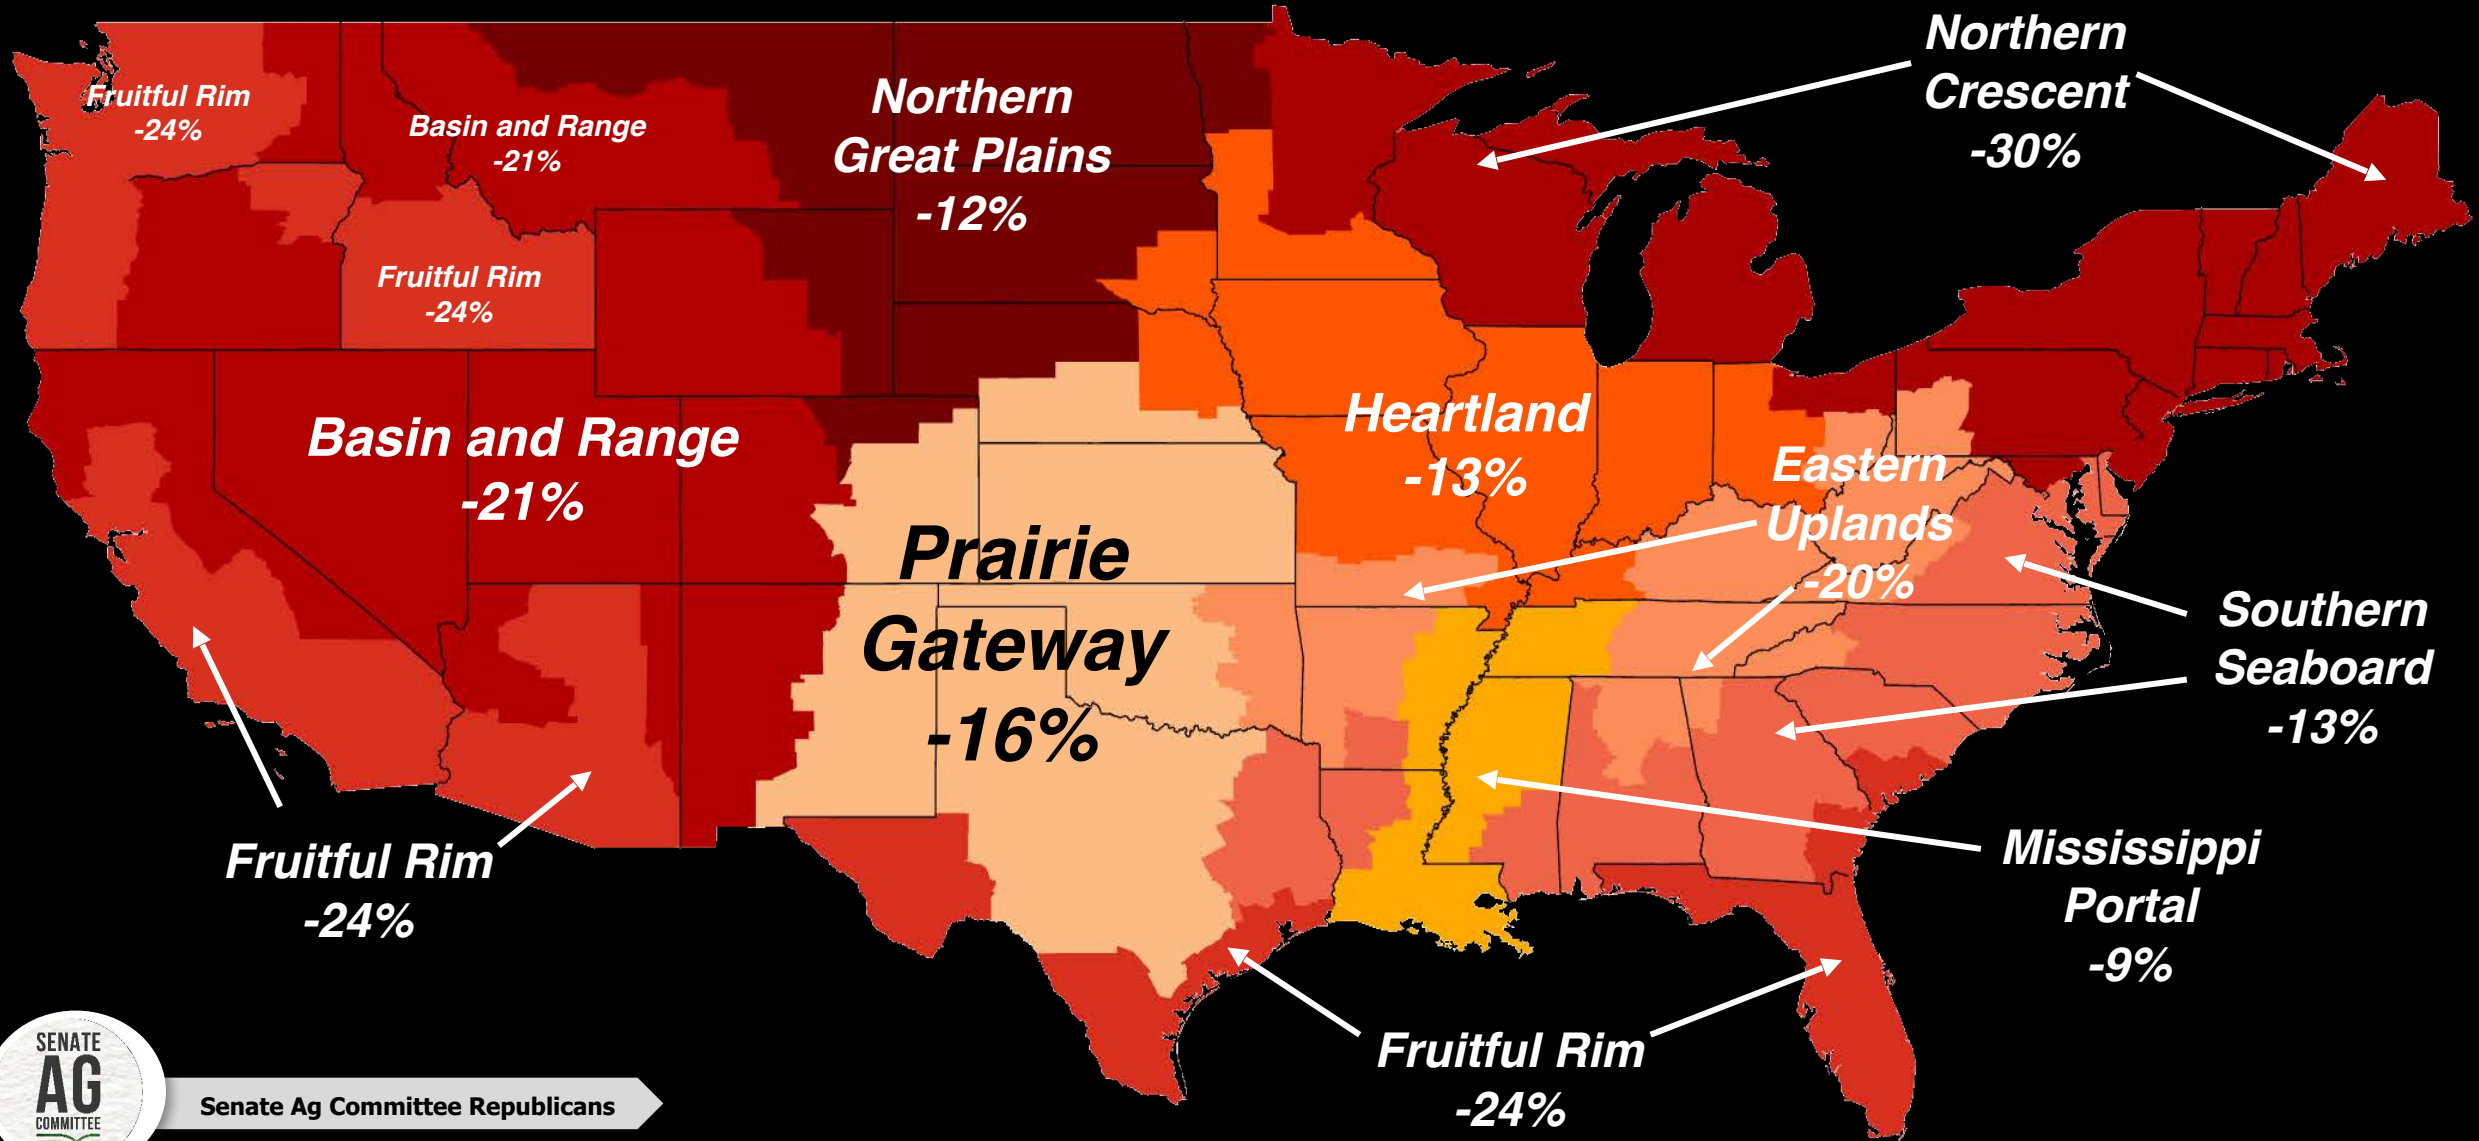 Northern
Crescent
-30%
Fruitful Rim
-24%
Basin and Range
-21%
Northern
Great Plains
-12%
Fruitful Rim
-24%
Basin and Range
-21%
Heartland
-13%
Eastern
Uplands
-20%
Prairie
Gateway
-16%
Southern
Seaboard
-13%
Fruitful Rim
-24%
Mississippi
Portal
-9%
Fruitful Rim
-24%
SENATE
AG
COMMITTEE
Senate Ag Committee Republicans